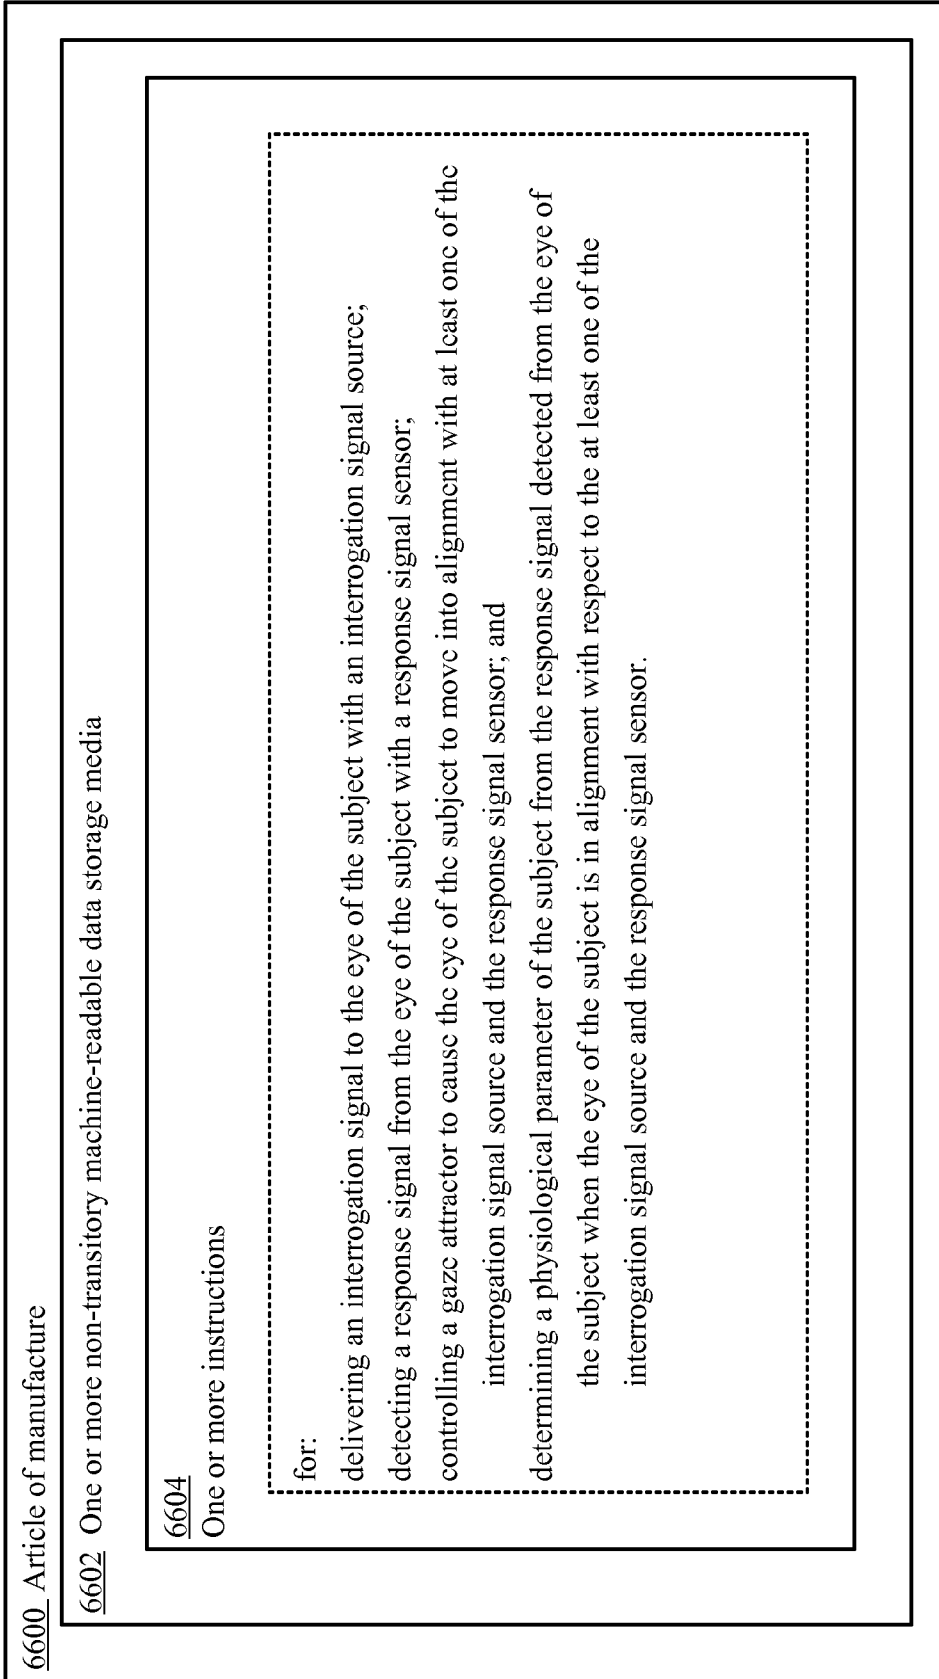 6600 Article of manufacture
6602 One or more non-transitory machine-readable data storage media
6604
One or more instructions
for:
delivering an interrogation signal to the eye of the subject with an interrogation signal source;
detecting a response signal from the eye of the subject with a response signal sensor;
controlling a gaze attractor to cause the eye of the subject to move into alignment with at least one of the
interrogation signal source and the response signal sensor; and
determining a physiological parameter of the subject from the response signal detected from the eye of
the subject when the eye of the subject is in alignment with respect to the at least one of the
interrogation signal source and the response signal sensor.